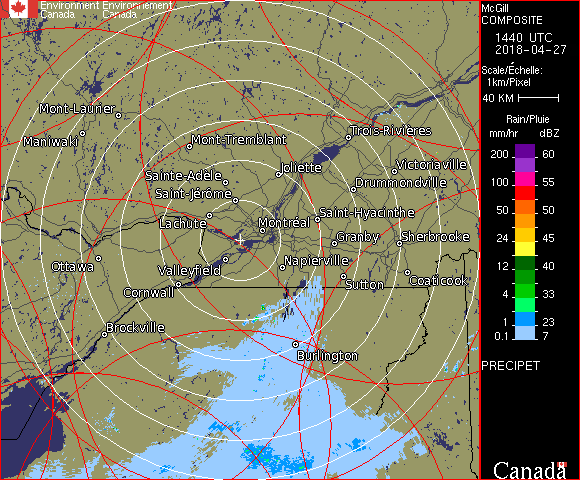 Environment Environnement
Canada Canada
McGill
COMPOSITE
1440 UTC
2018-04-27
Scale/Échelle:
1km/Pixel
40 KM
Rain/Pluie
mm/hr dBZ
200 60
100 55
50 50
24 45
12 40
4 33
1 23
0.1 7
PRECIPET
Canada
Mont-Laurier
Maniwaki
Mont-Tremblant
Trois-Rivières
Sainte-Adèle
Joliette
Victoriaville
Saint-Jérôme
Drummondville
Lachute
Montréal
Saint-Hyacinthe
Granby
Sherbrooke
Ottawa
Valleyfield
Napierville
Cornwall
Sutton
Coaticook
Brockville
Burlington